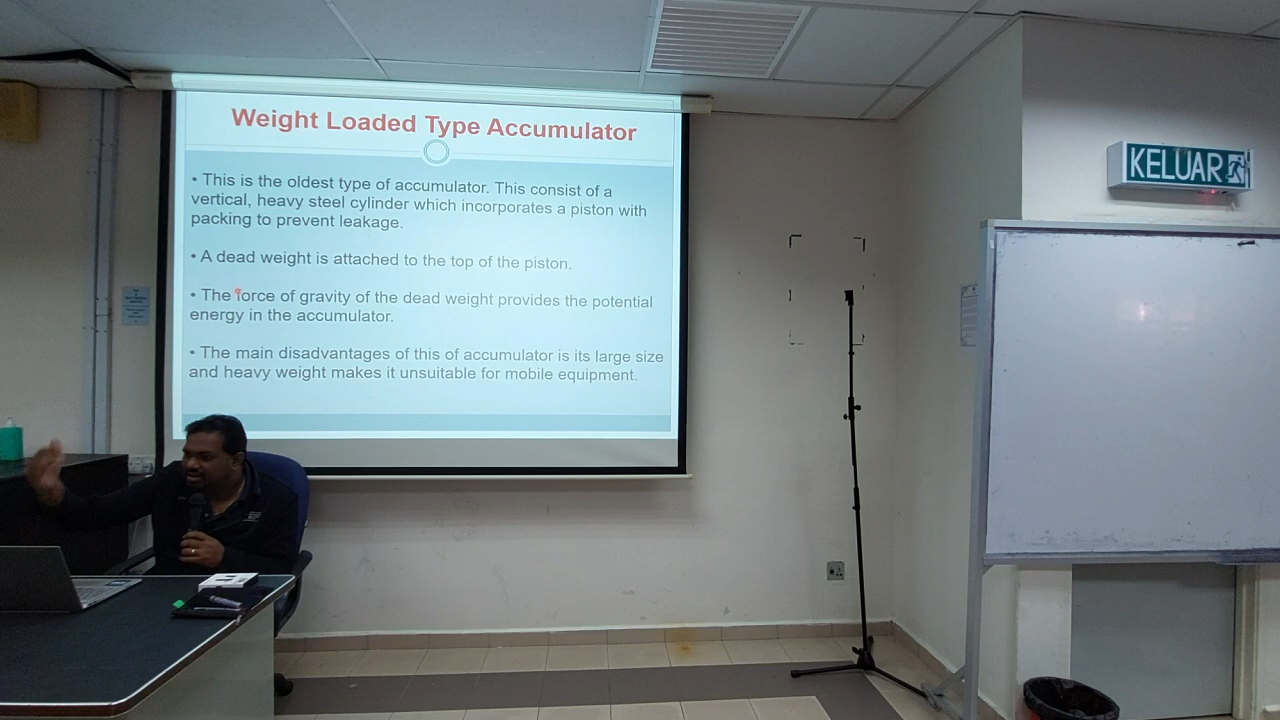 Weight Loaded Type Accumulator
• This is the oldest type of accumulator. This consist of a
vertical, heavy steel cylinder which incorporates a piston with
packing to prevent leakage.
• A dead weight is attached to the top of the piston.
• The force of gravity of the dead weight provides the potential
energy in the accumulator.
• The main disadvantages of this of accumulator is its large size
and heavy weight makes it unsuitable for mobile equipment.
KELUAR